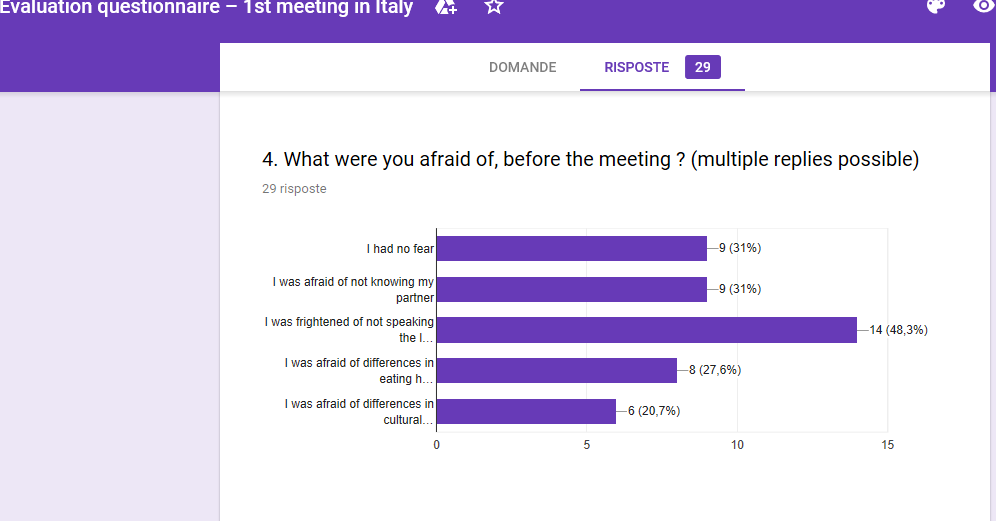 Evaluation questionnaire – 1st meeting in Italy
DOMANDE
RISPOSTE
29
4. What were you afraid of, before the meeting ? (multiple replies possible)
29 risposte
I had no fear
9 (31%)
I was afraid of not knowing my
partner
9 (31%)
I was frightened of not speaking
the l...
14 (48,3%)
I was afraid of differences in
eating h...
8 (27,6%)
I was afraid of differences in
cultural...
6 (20,7%)
0
5
10
15